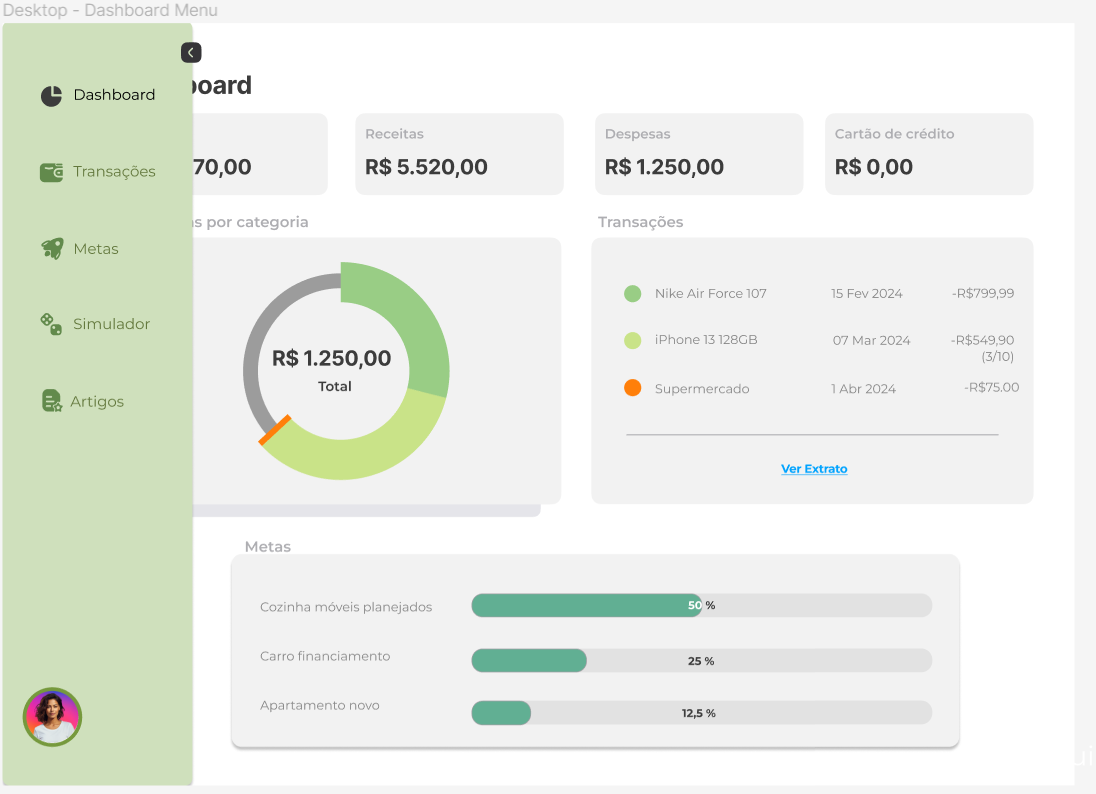 Desktop - Dashboard Menu
Dashboard
Transações
Metas
Simulador
Artigos
board
70,00
Receitas
R$ 5.520,00
Despesas
R$ 1.250,00
Cartão de crédito
R$ 0,00
s por categoria
R$ 1.250,00
Total
Transações
Nike Air Force 107 15 Fev 2024 -R$799,99
iPhone 13 128GB 07 Mar 2024 -R$549,90
(3/10)
Supermercado 1 Abr 2024 -R$75.00
Ver Extrato
Metas
Cozinha móveis planejados 50 %
Carro financiamento 25 %
Apartamento novo 12,5 %
ui